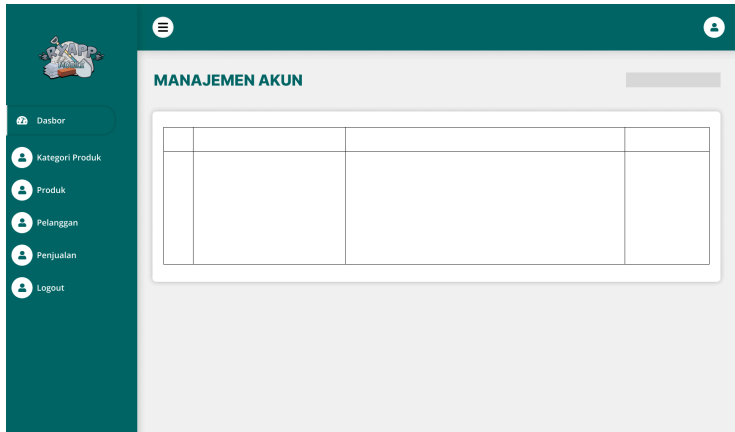 MANAJEMEN AKUN
Dasbor
Kategori Produk
Produk
Pelanggan
Penjualan
Logout